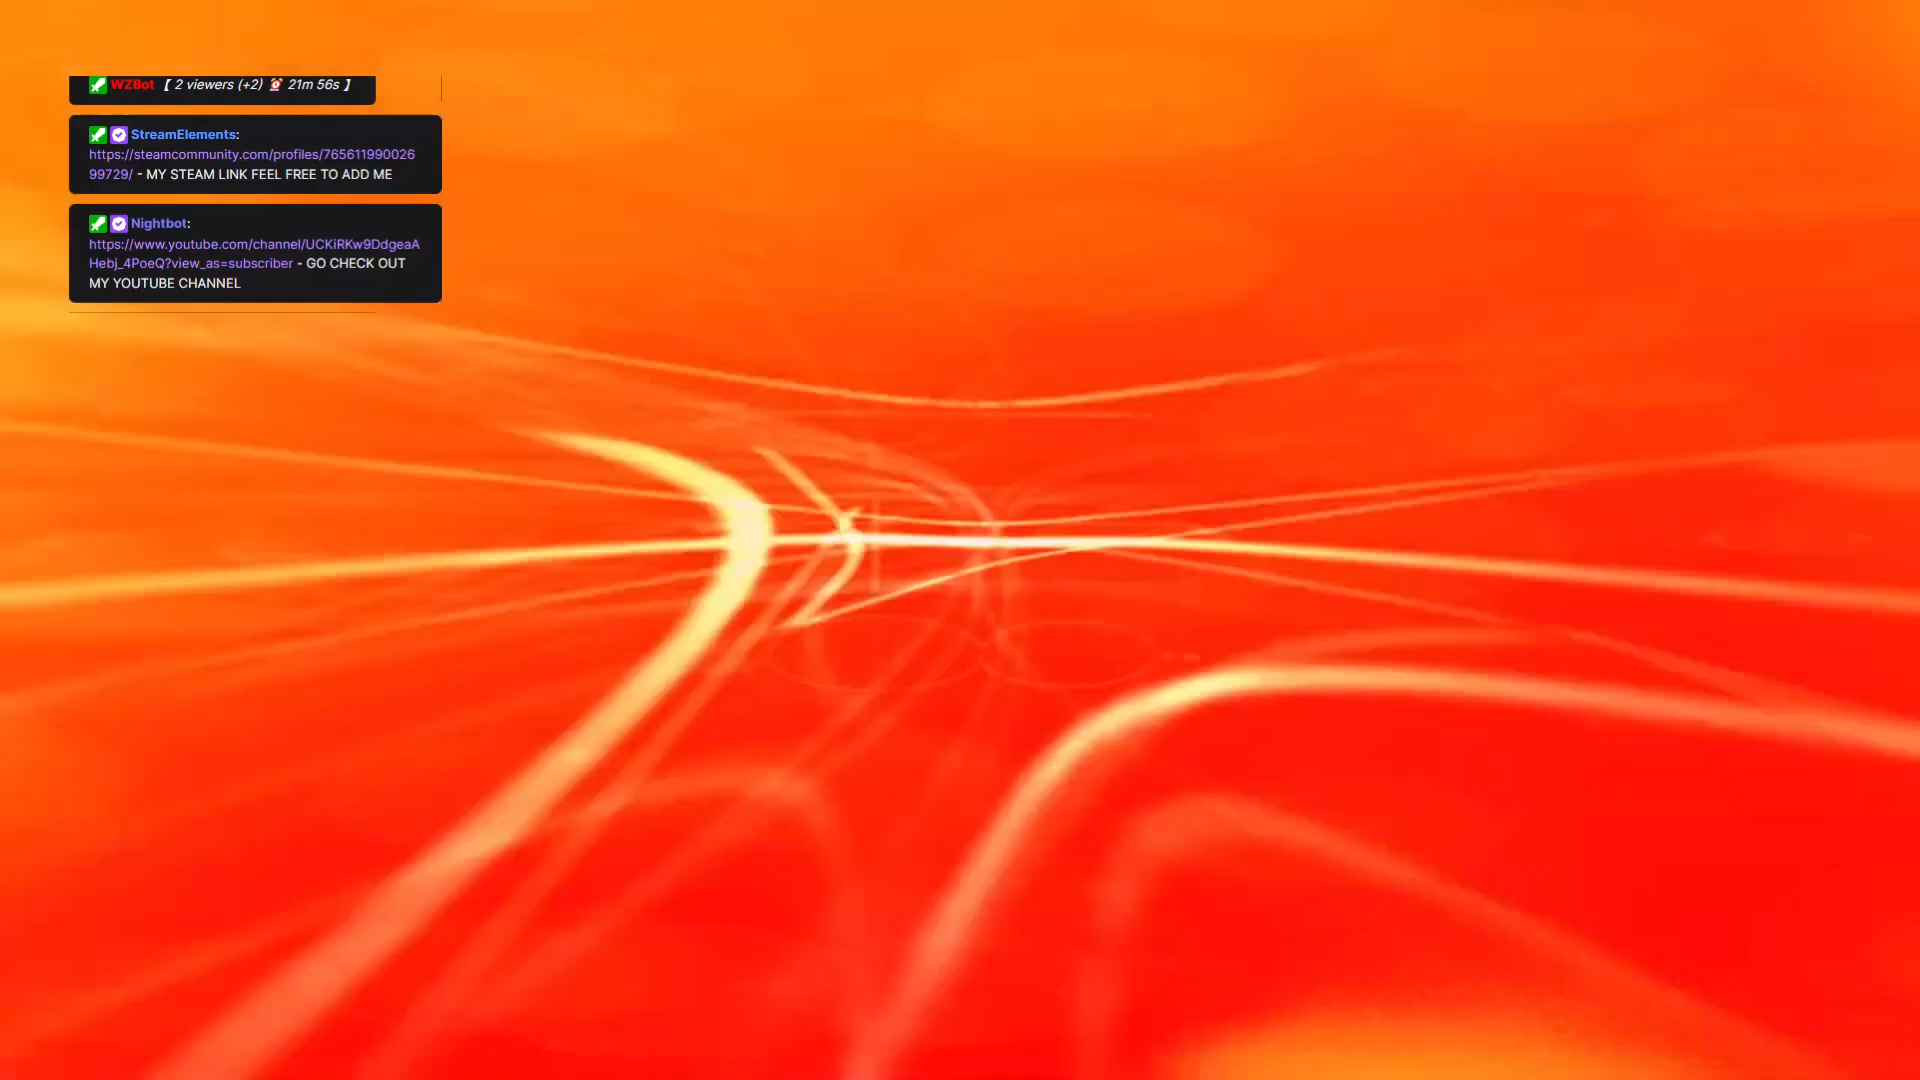 WZBot 【 2 viewers (+2) ⏰ 21m 56s 】
StreamElements:
https://steamcommunity.com/profiles/765611990026
99729/ - MY STEAM LINK FEEL FREE TO ADD ME
Nightbot:
https://www.youtube.com/channel/UCKiRKw9DdgeaA
Hebj_4PoeQ?view_as=subscriber - GO CHECK OUT
MY YOUTUBE CHANNEL